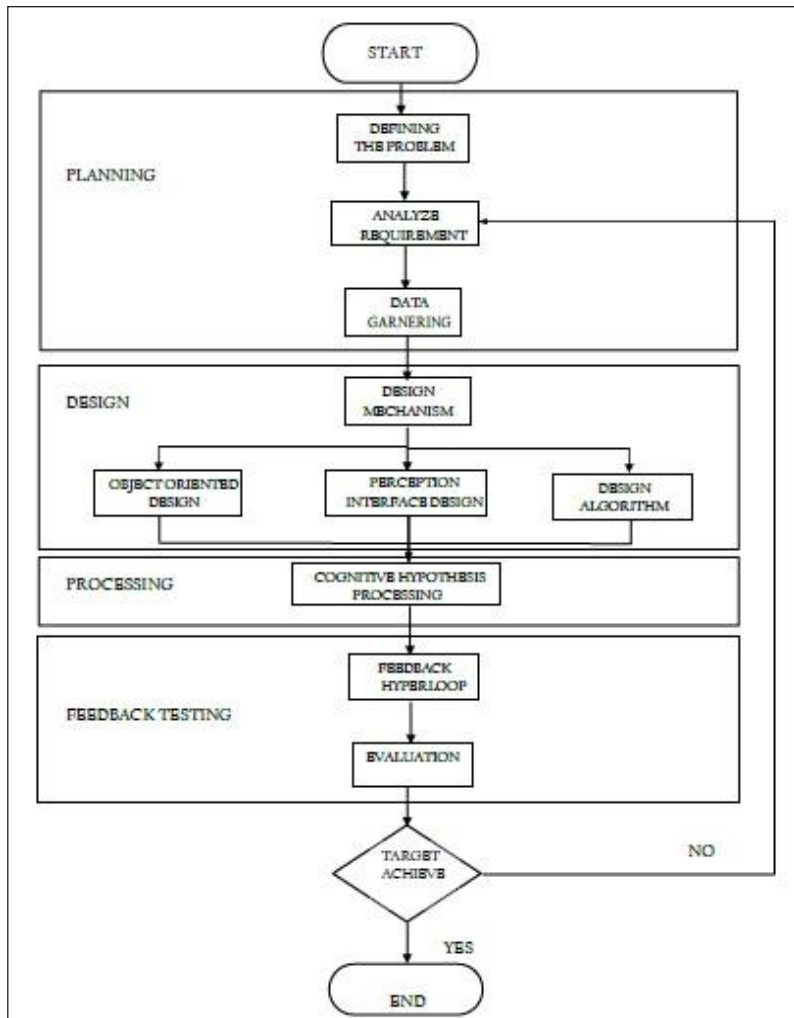 START
DEFINING
THE PROBLEM
PLANNING
ANALYZE
REQUIREMENT
DATA
GARNERING
DESIGN
DESIGN
MECHANISM
OBJECT ORIENTED
DESIGN
PERCEPTION
INTERFACE DESIGN
DESIGN
ALGORITHM
PROCESSING
COGNITIVE HYPOTHESIS
PROCESSING
FEEDBACK
HYPERLOOP
FEEDBACK TESTING
EVALUATION
TARGET
ACHIEVE
NO
YES
END